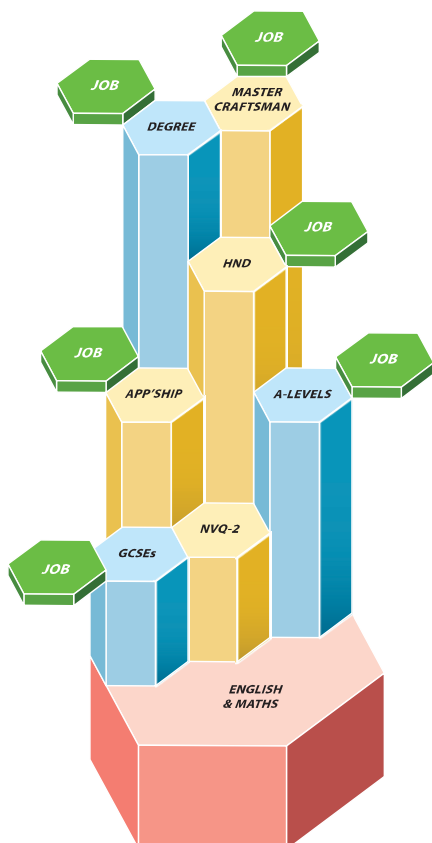 JOB
JOB
MASTER
CRAFTSMAN
DEGREE
JOB
HND
JOB
JOB
APP'SHIP
A-LEVELS
NVQ-2
GCSEs
JOB
ENGLISH
& MATHS